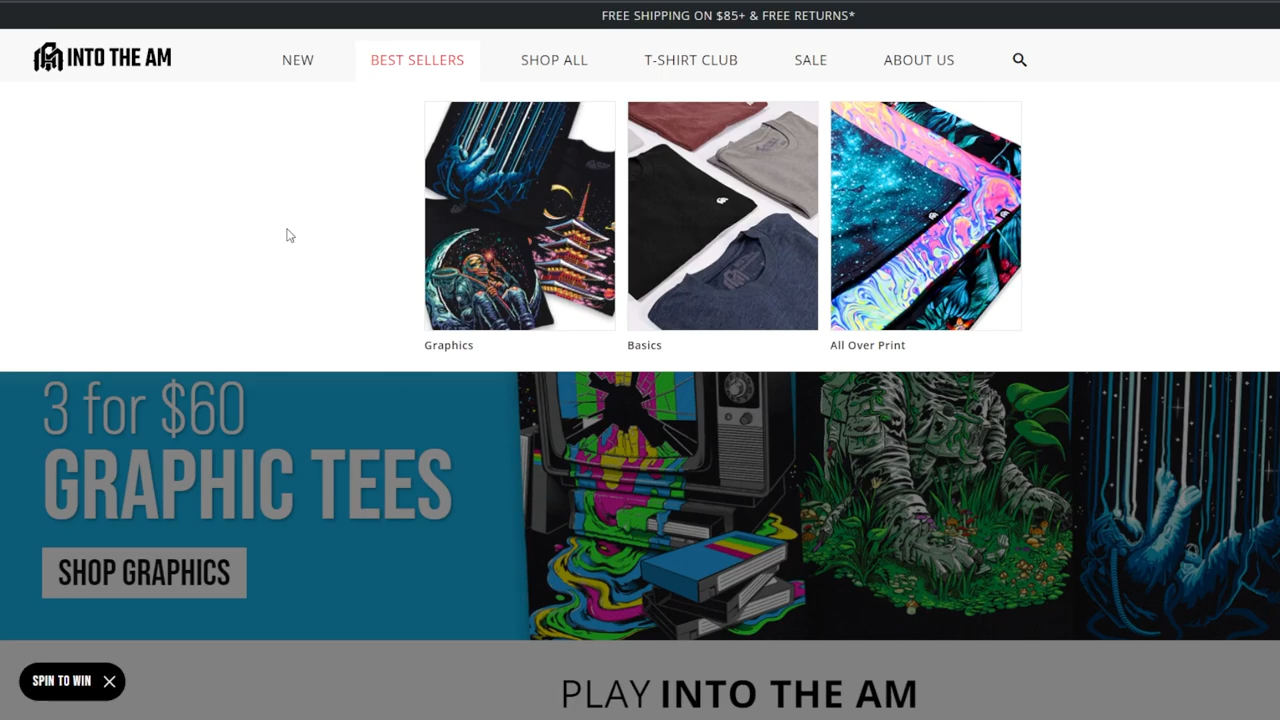 FREE SHIPPING ON $85+ & FREE RETURNS*
INTO THE AM
NEW
BEST SELLERS
SHOP ALL
T-SHIRT CLUB
SALE
ABOUT US
Graphics
Basics
All Over Print
3 for $60
GRAPHIC TEES
SHOP GRAPHICS
SPIN TO WIN
PLAY INTO THE AM